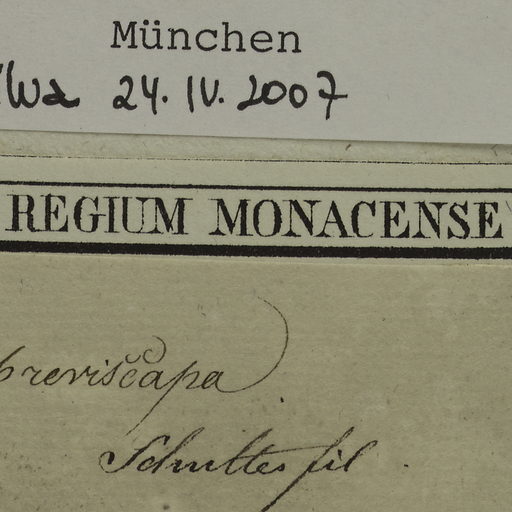 München
24. IV. 2007
REGIUM MONACENSE
breviscapa
Schultes fil